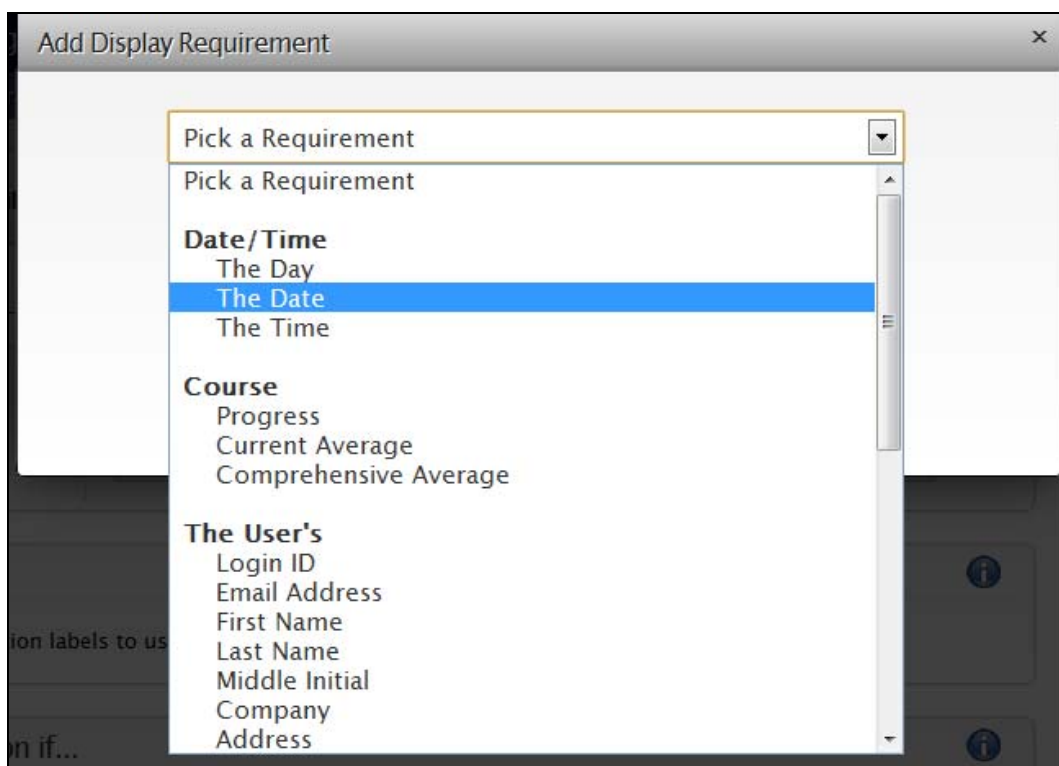 Add Display Requirement
Pick a Requirement
Pick a Requirement
Date/Time
The Day
The Date
The Time
Course
Progress
Current Average
Comprehensive Average
The User's
Login ID
Email Address
First Name
Last Name
Middle Initial
Company
Address
ion labels to us
on if...